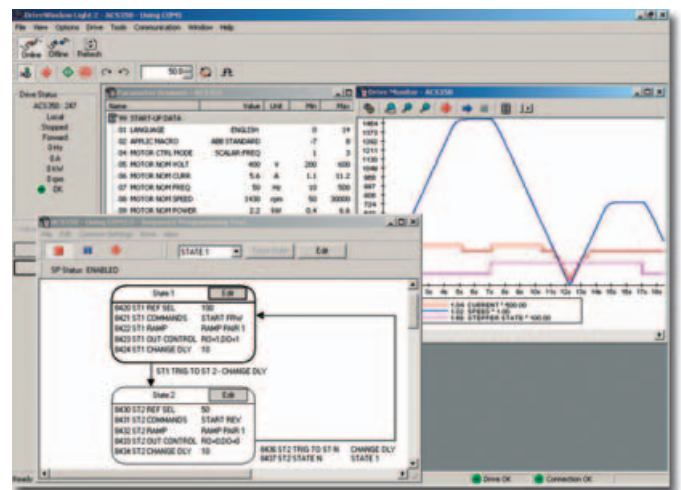 DriveWindow Light 2 - ACS350 - Using COM1
File View Options Drive Tools Communication Window Help
Online Offline Refresh
50.0
Drive Status
ACS350 : 247
Local
Stopped
Forward
0 Hz
0 A
0 kW
0 rpm
OK
Parameter Browser - ACS350
Name Value Unit Min Max
99 START-UP DATA
01 LANGUAGE ENGLISH 0 14
02 APPLIC MACRO ABB STANDARD -7 8
04 MOTOR CTRL MODE SCALAR:FREQ 1 3
05 MOTOR NOM VOLT 400 V 200 600
06 MOTOR NOM CURR 5.6 A 1.1 11.2
07 MOTOR NOM FREQ 50 Hz 10 500
08 MOTOR NOM SPEED 1430 rpm 50 30000
09 MOTOR NOM POWER 2.2 kW 0.4 6.6
Drive Monitor - ACS350
1:04 CURRENT * 500.00
1:02 SPEED * 1.00
1:68 STEPPER STATE * 100.00
STATE 1
Edit
SP Status: ENABLED
State 1 Edit
8420 ST1 REF SEL 100
8421 ST1 COMMANDS START FRW
8422 ST1 RAMP RAMP PAIR 1
8423 ST1 OUT CONTROL RO=1;DO=1
8424 ST1 CHANGE DLY 10
ST1 TRIG TO ST 2 - CHANGE DLY
State 2 Edit
8430 ST2 REF SEL 50
8431 ST2 COMMANDS START REV
8432 ST2 RAMP RAMP PAIR 1
8433 ST2 OUT CONTROL RO=0;DO=0
8434 ST2 CHANGE DLY 10
8436 ST2 TRIG TO ST N CHANGE DLY
8437 ST2 STATE N STATE 1
Ready
Drive OK
Connection OK